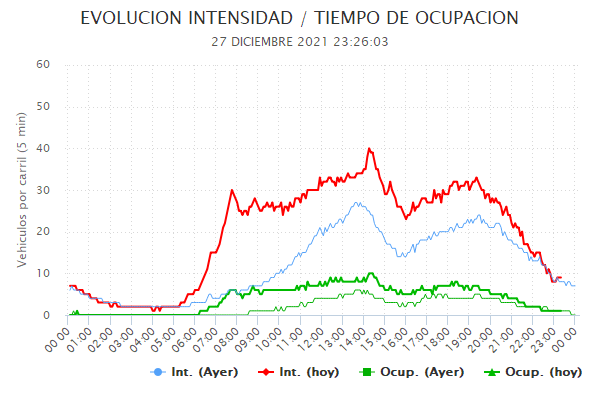 EVOLUCION INTENSIDAD / TIEMPO DE OCUPACION
27 DICIEMBRE 2021 23:26:03
Vehiculos por carril (5 min)
60
50
40
30
20
10
0
00:00 01:00 02:00 03:00 04:00 05:00 06:00 07:00 08:00 09:00 10:00 11:00 12:00 13:00 14:00 15:00 16:00 17:00 18:00 19:00 20:00 21:00 22:00 23:00 00:00
Int. (Ayer) Int. (hoy) Ocup. (Ayer) Ocup. (hoy)